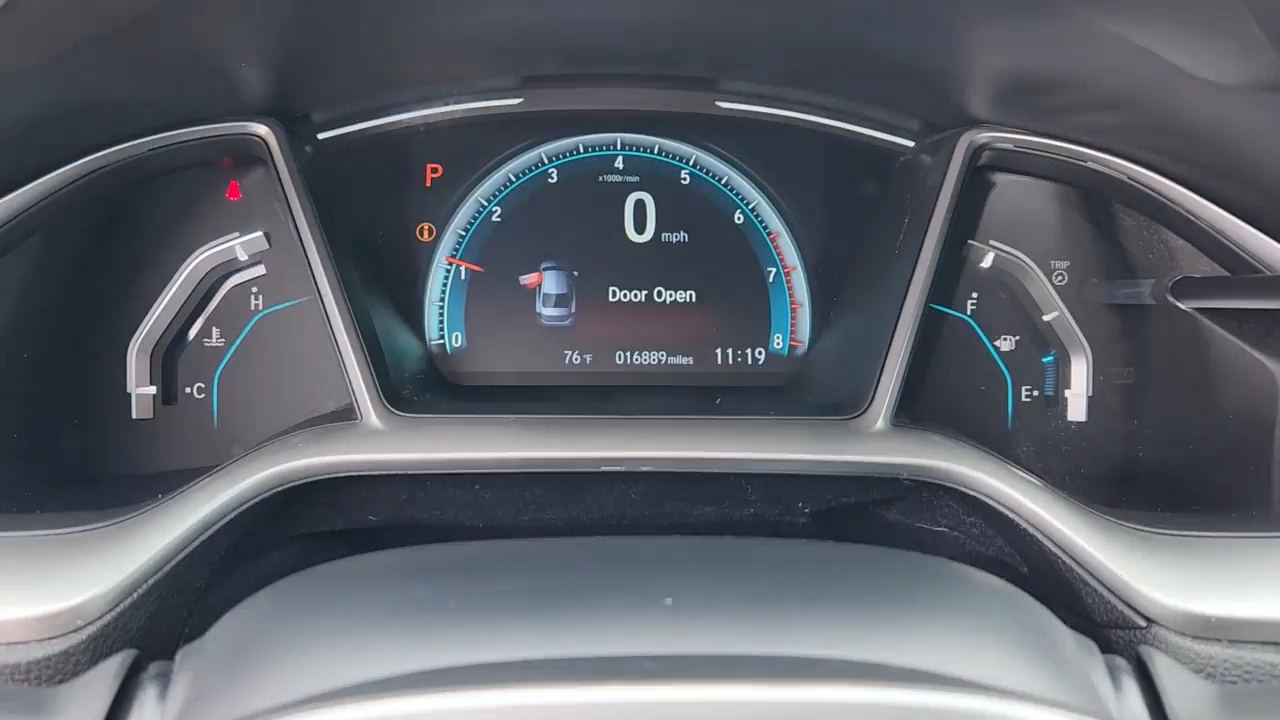 P
4
3
5
x1000r/min
2
6
0 mph
1
7
Door Open
0
8
76°F
016889 miles
11:19
H
C
TRIP
F
E